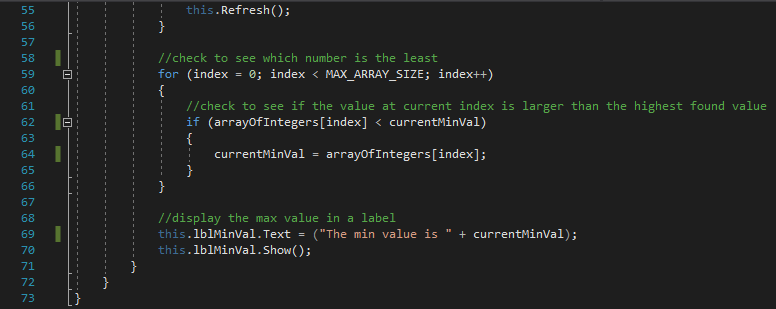 55 this.Refresh();
56 }
57
58 //check to see which number is the least
59 for (index = 0; index < MAX_ARRAY_SIZE; index++)
60 {
61 //check to see if the value at current index is larger than the highest found value
62 if (arrayOfIntegers[index] < currentMinVal)
63 {
64 currentMinVal = arrayOfIntegers[index];
65 }
66 }
67
68 //display the max value in a label
69 this.lblMinVal.Text = ("The min value is " + currentMinVal);
70 this.lblMinVal.Show();
71 }
72 }
73 }